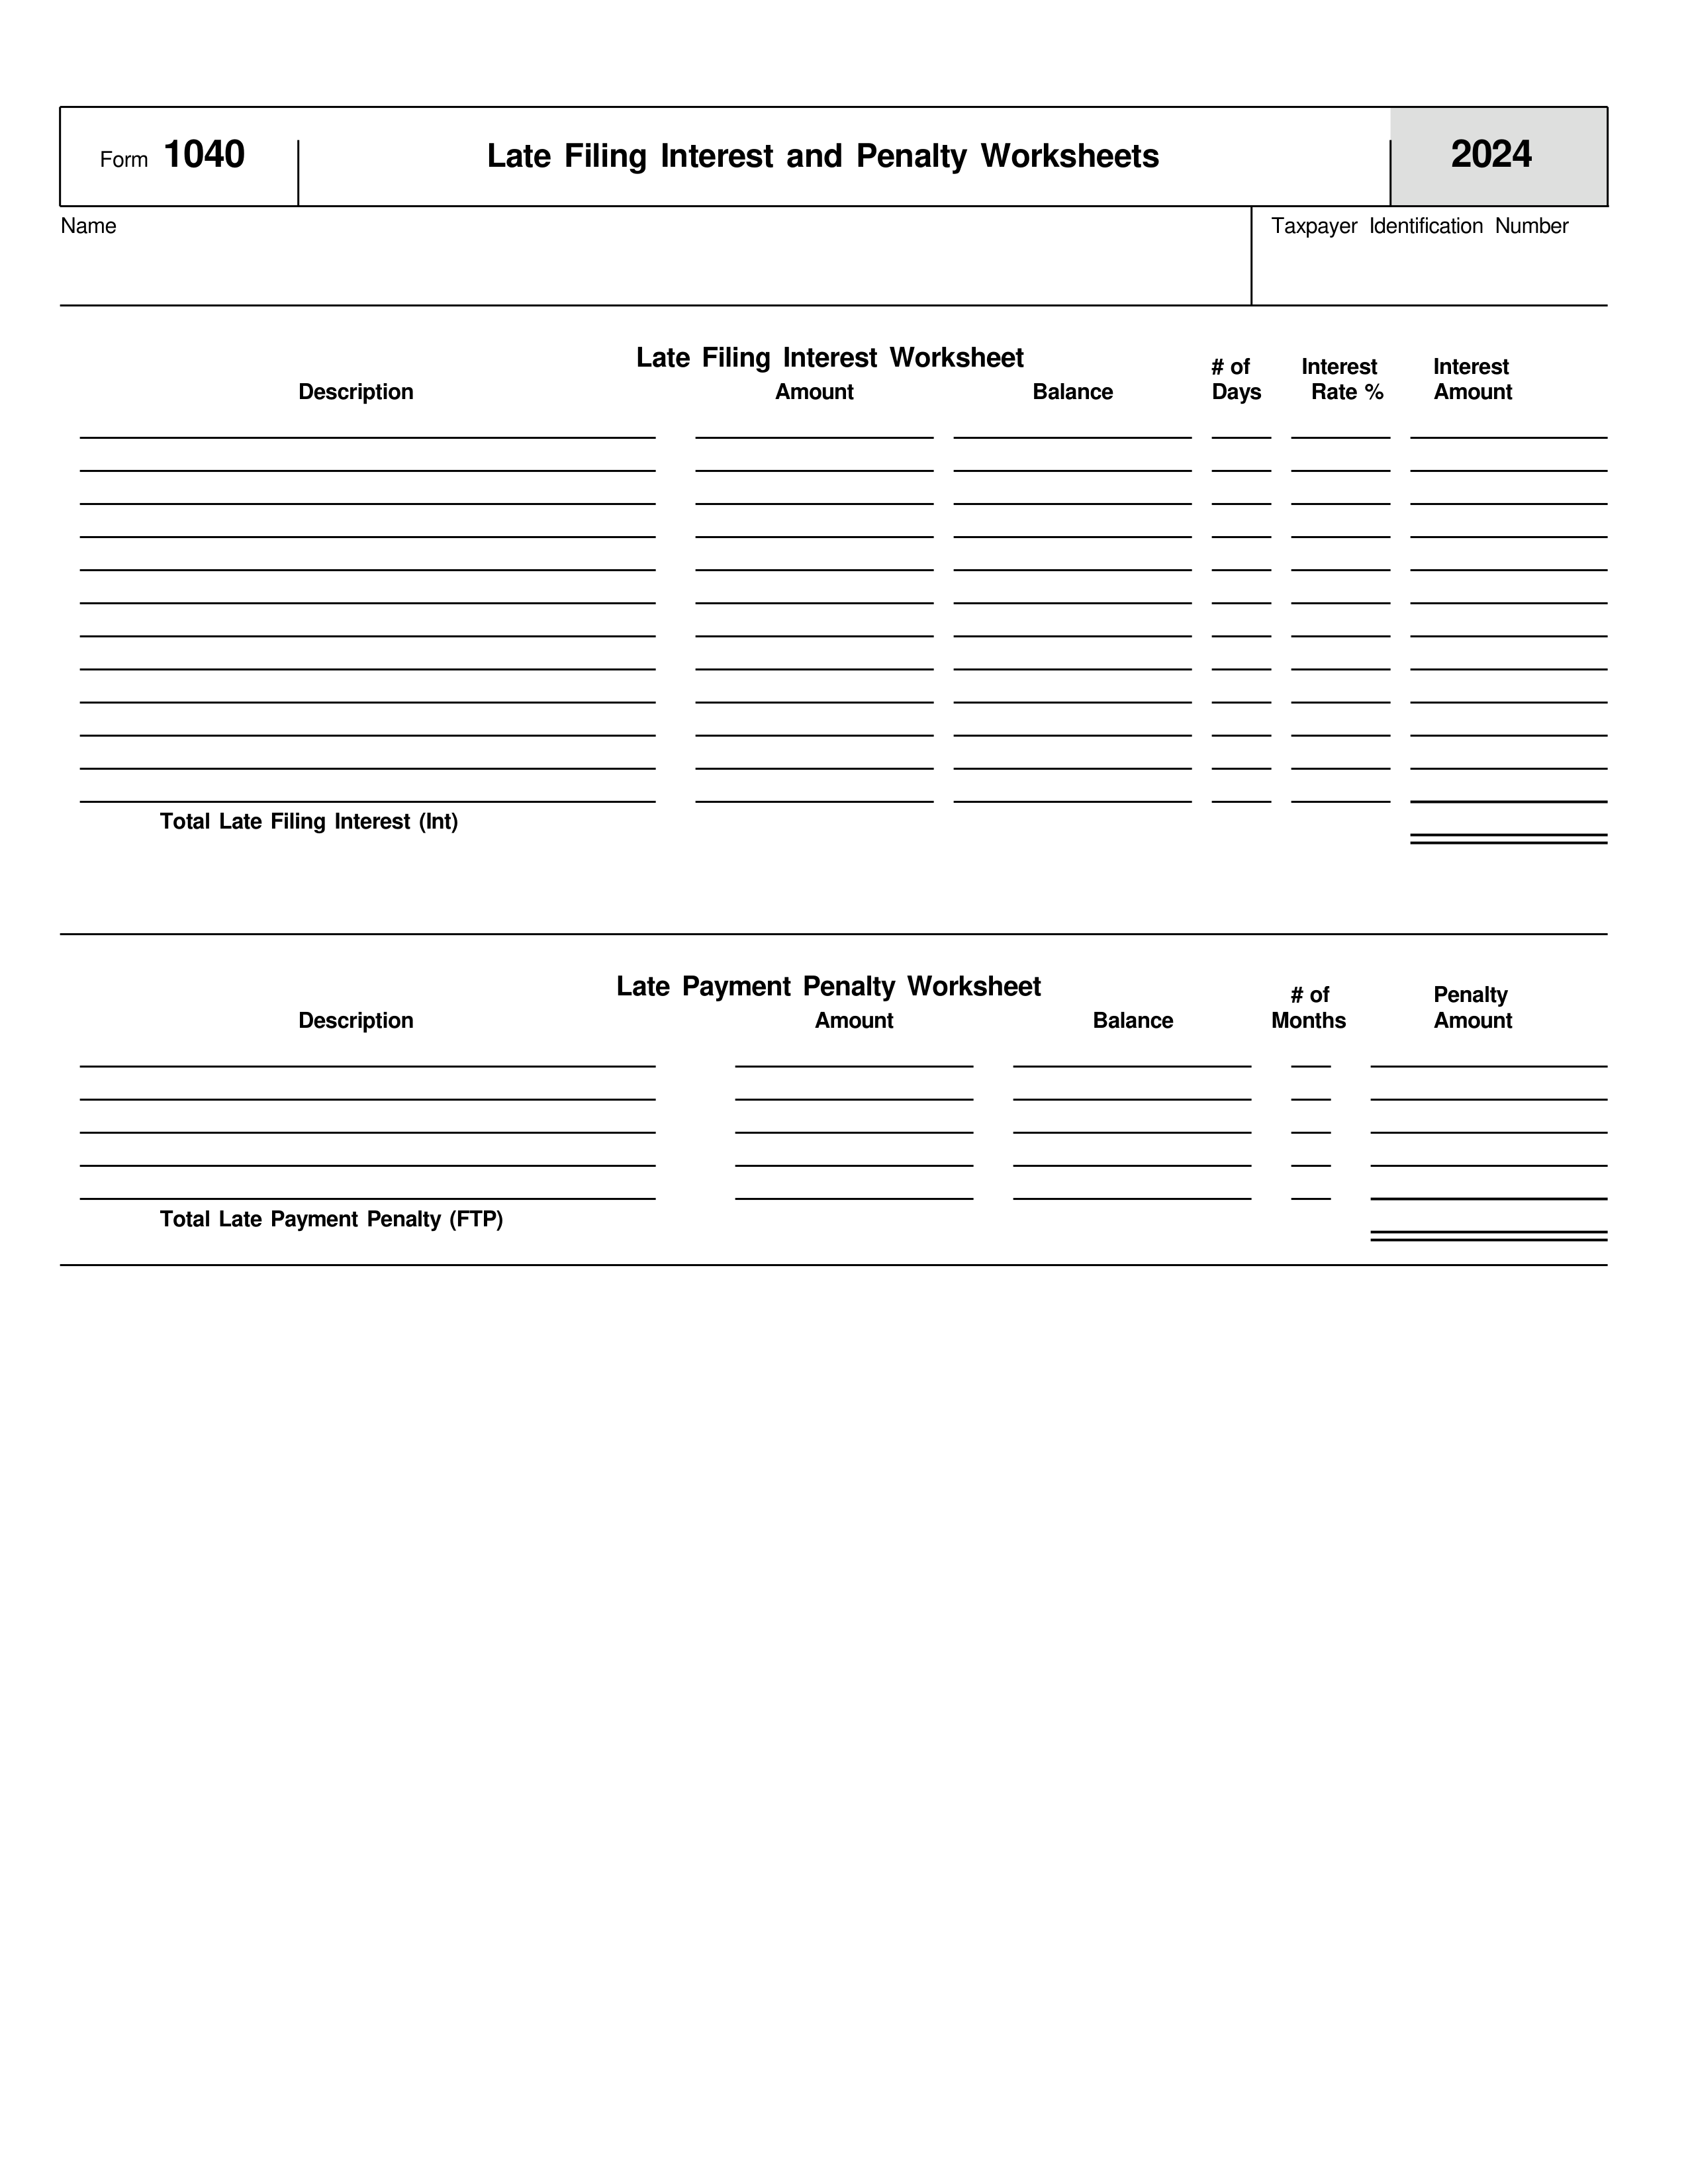 Form 1040 Late Filing Interest and Penalty Worksheets 2024
Name Taxpayer Identification Number
Late Filing Interest Worksheet
# of Interest Interest
Description Amount Balance Days Rate % Amount
Total Late Filing Interest (Int)
Late Payment Penalty Worksheet
# of Penalty
Description Amount Balance Months Amount
Total Late Payment Penalty (FTP)